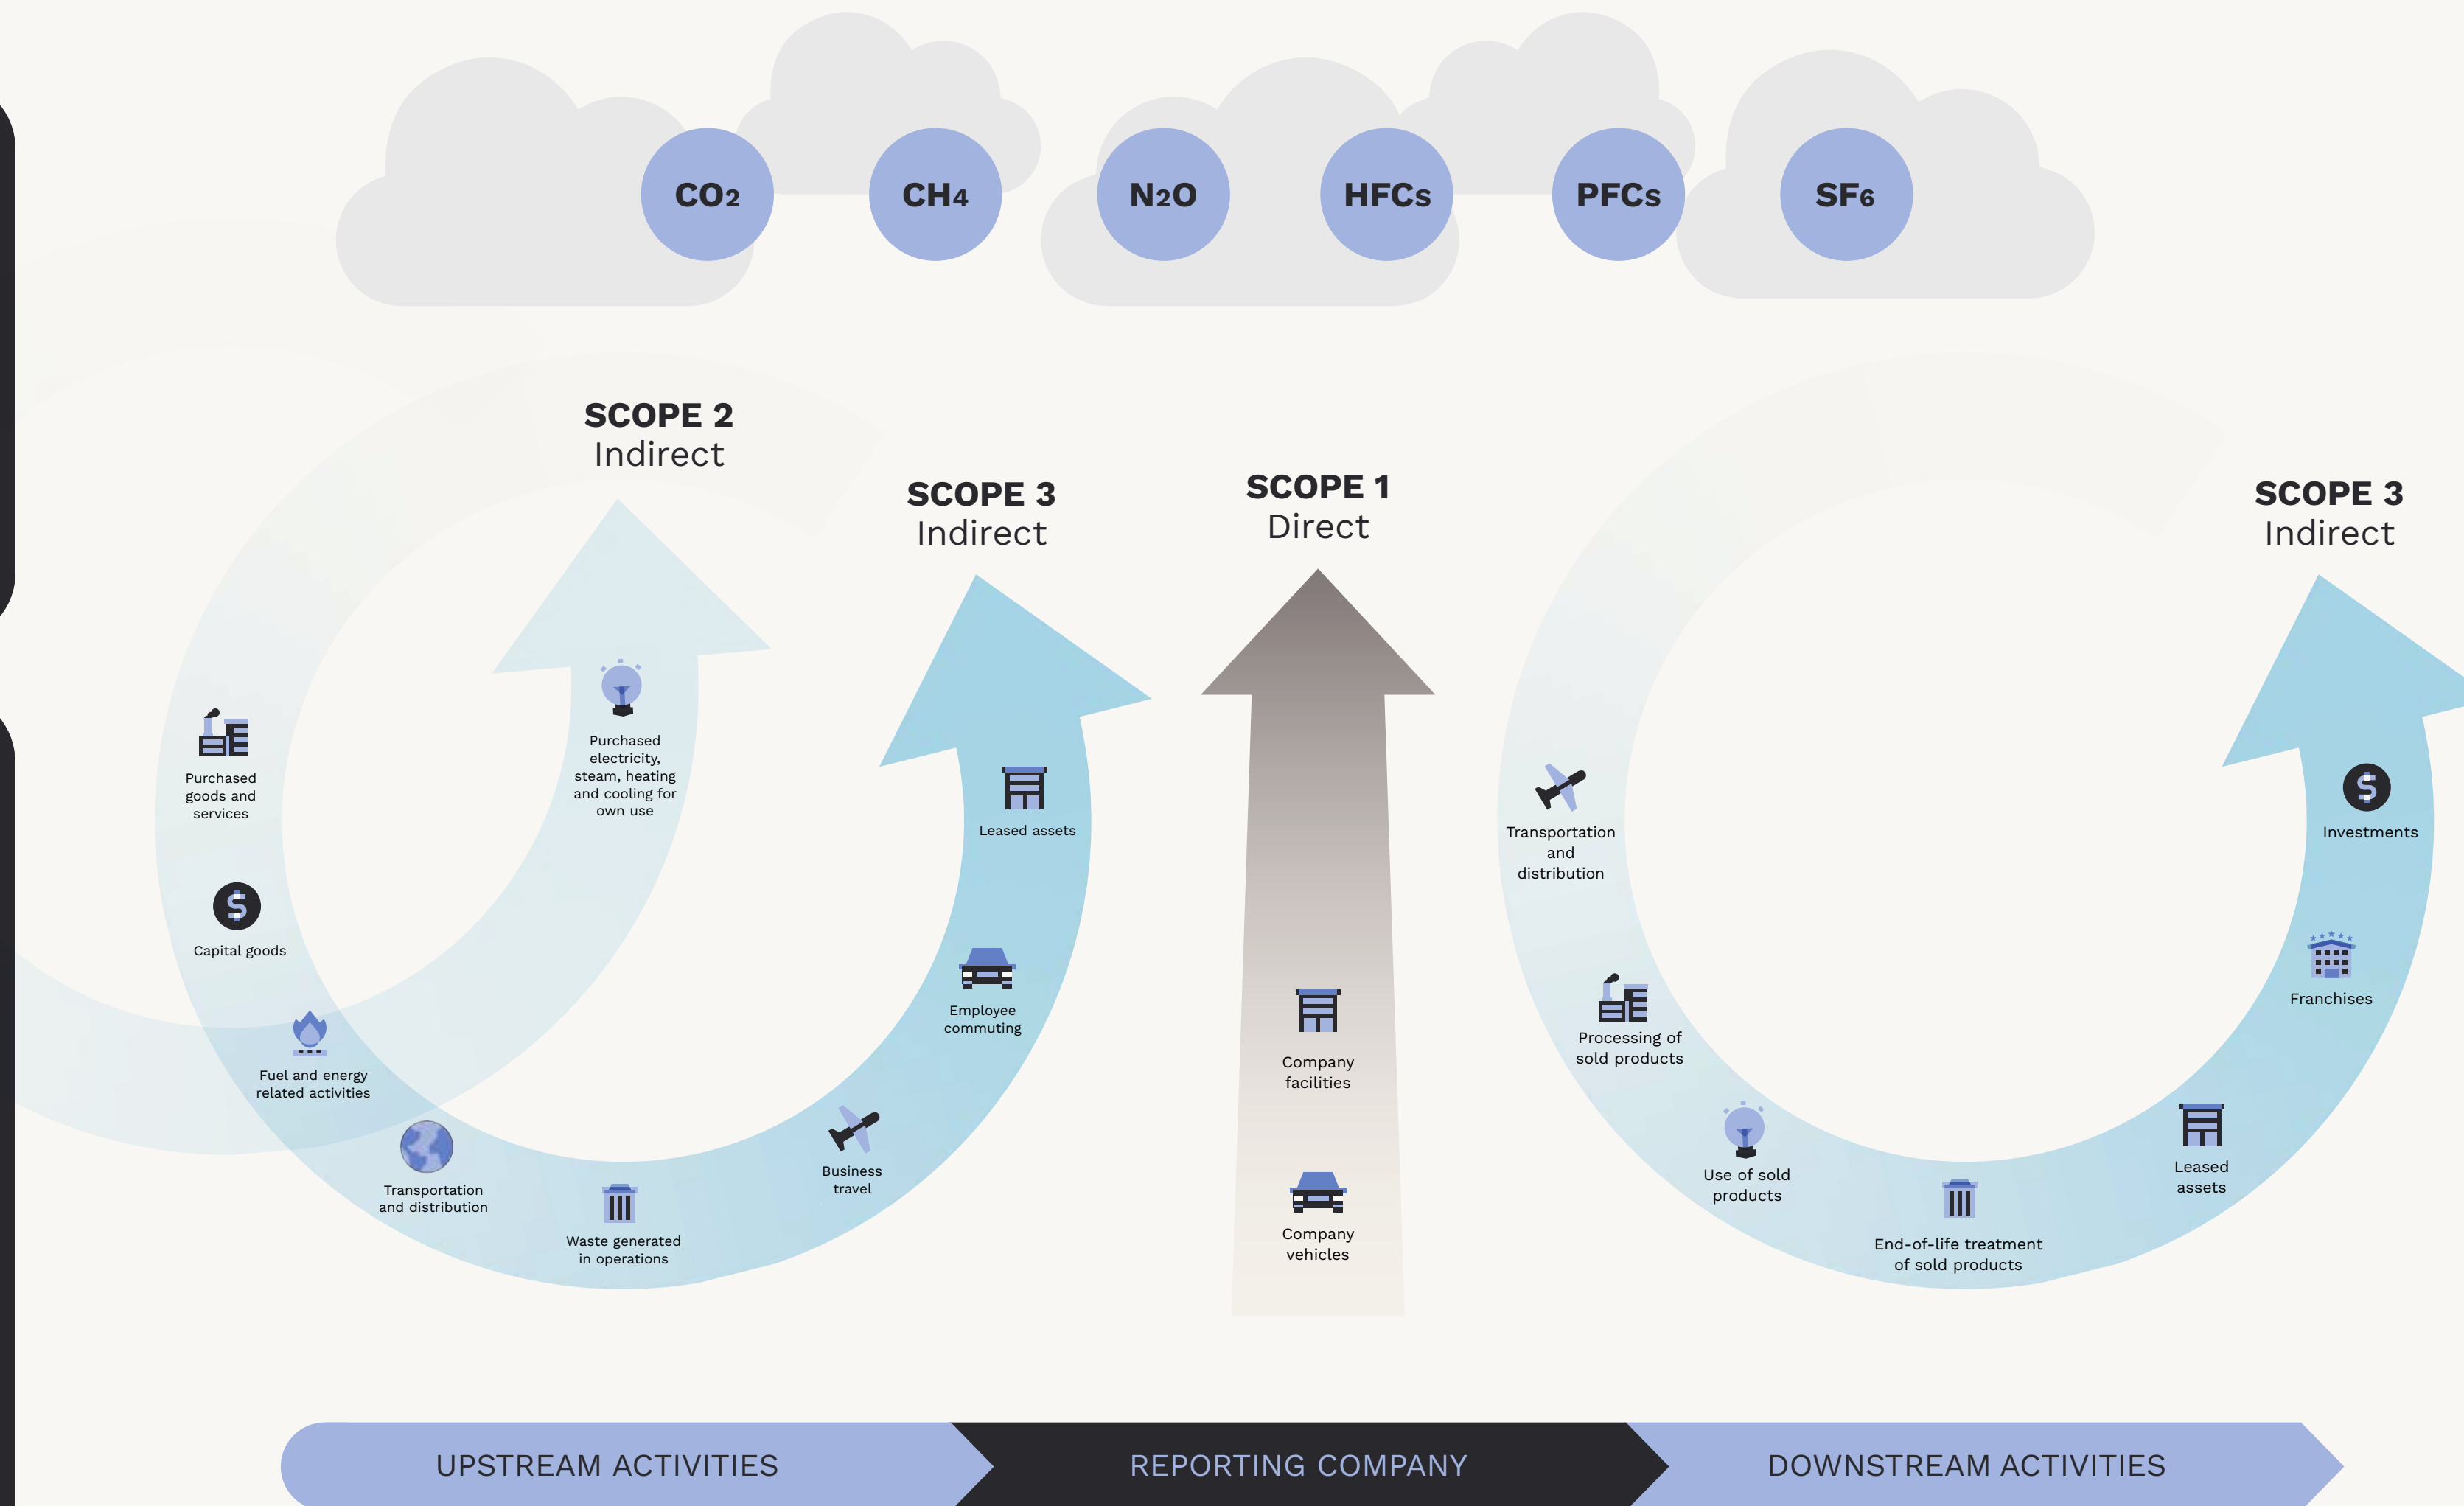 CO2
CH4
N2O
HFCs
PFCs
SF6
SCOPE 2
Indirect
Purchased
electricity,
steam, heating
and cooling for
own use
SCOPE 3
Indirect
Purchased
goods and
services
Capital goods
Fuel and energy
related activities
Transportation
and distribution
Waste generated
in operations
Business
travel
Employee
commuting
Leased assets
SCOPE 1
Direct
Company
facilities
Company
vehicles
SCOPE 3
Indirect
Transportation
and
distribution
Processing of
sold products
Use of sold
products
End-of-life treatment
of sold products
Leased
assets
Franchises
Investments
UPSTREAM ACTIVITIES
REPORTING COMPANY
DOWNSTREAM ACTIVITIES